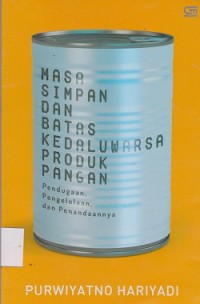 MASA
SIMPAN
DAN
BATAS
KEDALUWARSA
PRODUK
PANGAN
Pendugaan,
Pengelolaan,
dan Penandaannya
PURWIYATNO HARIYADI